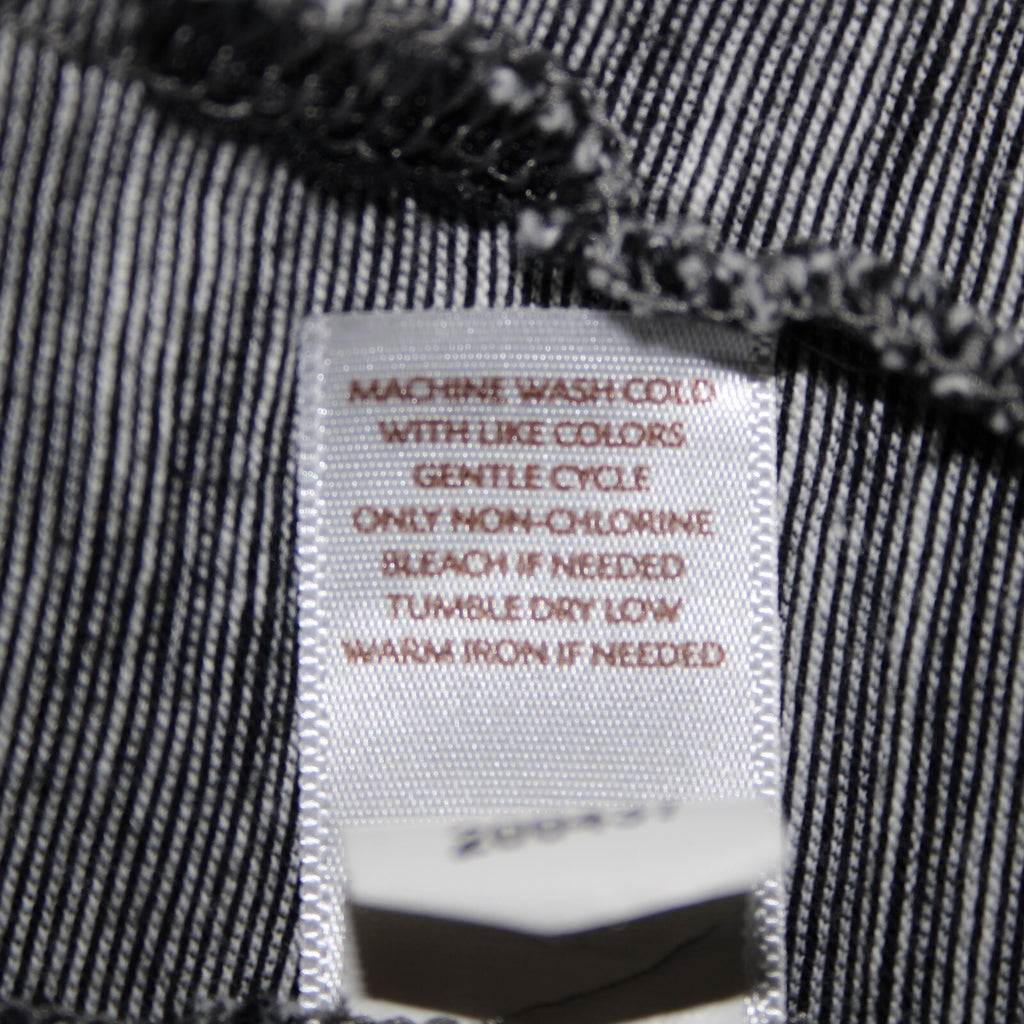 MACHINE WASH COLD
WITH LIKE COLORS
GENTLE CYCLE
ONLY NON-CHLORINE
BLEACH IF NEEDED
TUMBLE DRY LOW
WARM IRON IF NEEDED